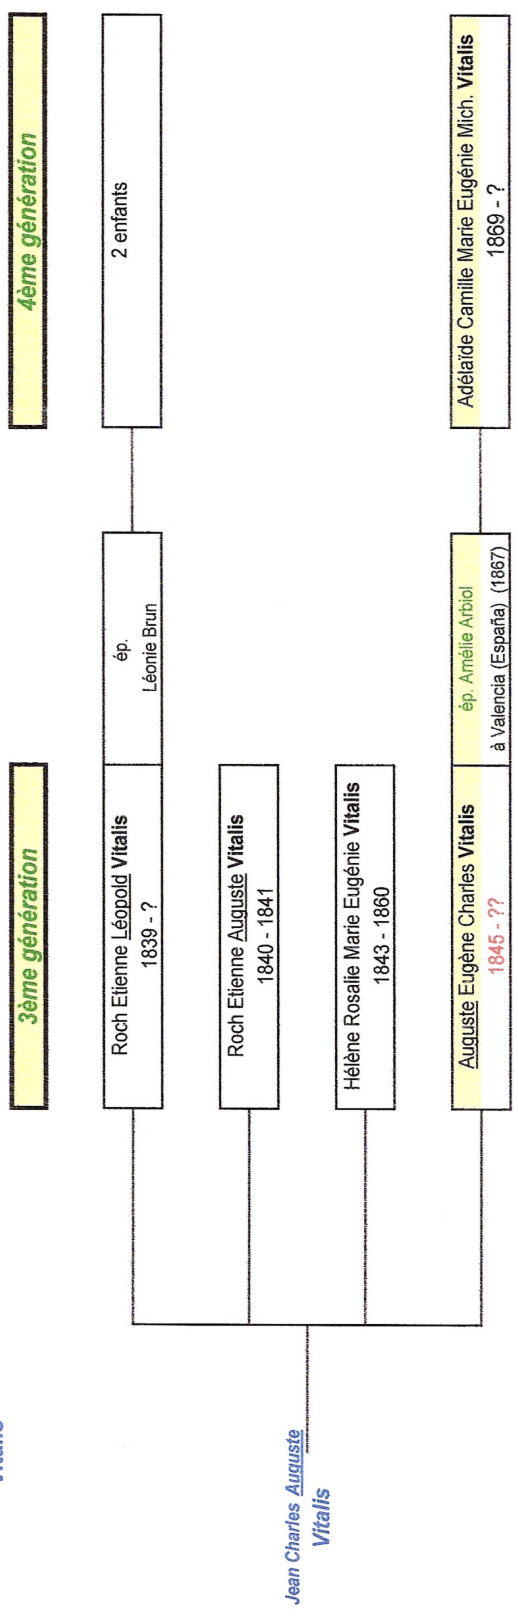 3ème génération
4ème génération
Roch Etienne Léopold Vitalis
1839 - ?
ép.
Léonie Brun
2 enfants
Roch Etienne Auguste Vitalis
1840 - 1841
Jean Charles Auguste
Vitalis
Hélène Rosalie Marie Eugénie Vitalis
1843 - 1860
Auguste Eugène Charles Vitalis
1845 - ??
ép. Amélie Arbiol
à Valencia (España) (1867)
Adélaïde Camille Marie Eugénie Mich. Vitalis
1869 - ?